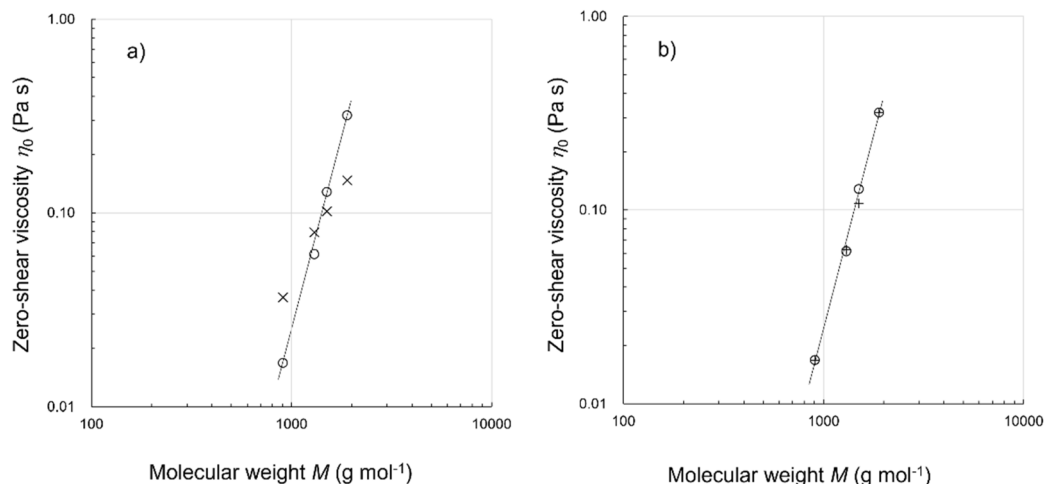 a)
Zero-shear viscosity η₀ (Pa s)
1.00
0.10
0.01
100
1000
10000
Molecular weight M (g mol⁻¹)
b)
Zero-shear viscosity η₀ (Pa s)
1.00
0.10
0.01
100
1000
10000
Molecular weight M (g mol⁻¹)